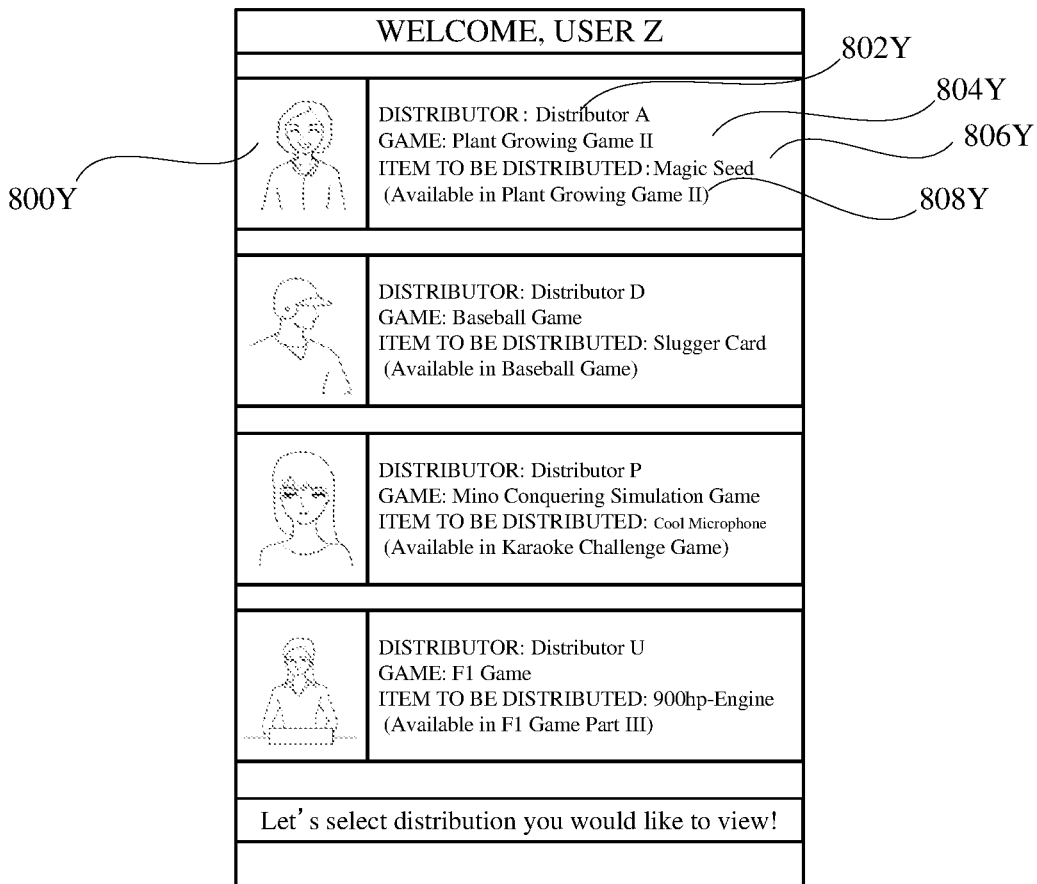 WELCOME, USER Z
802Y
DISTRIBUTOR: Distributor A
804Y
GAME: Plant Growing Game II
806Y
ITEM TO BE DISTRIBUTED: Magic Seed
800Y
(Available in Plant Growing Game II)
808Y
DISTRIBUTOR: Distributor D
GAME: Baseball Game
ITEM TO BE DISTRIBUTED: Slugger Card
(Available in Baseball Game)
DISTRIBUTOR: Distributor P
GAME: Mino Conquering Simulation Game
ITEM TO BE DISTRIBUTED: Cool Microphone
(Available in Karaoke Challenge Game)
DISTRIBUTOR: Distributor U
GAME: F1 Game
ITEM TO BE DISTRIBUTED: 900hp-Engine
(Available in F1 Game Part III)
Let's select distribution you would like to view!